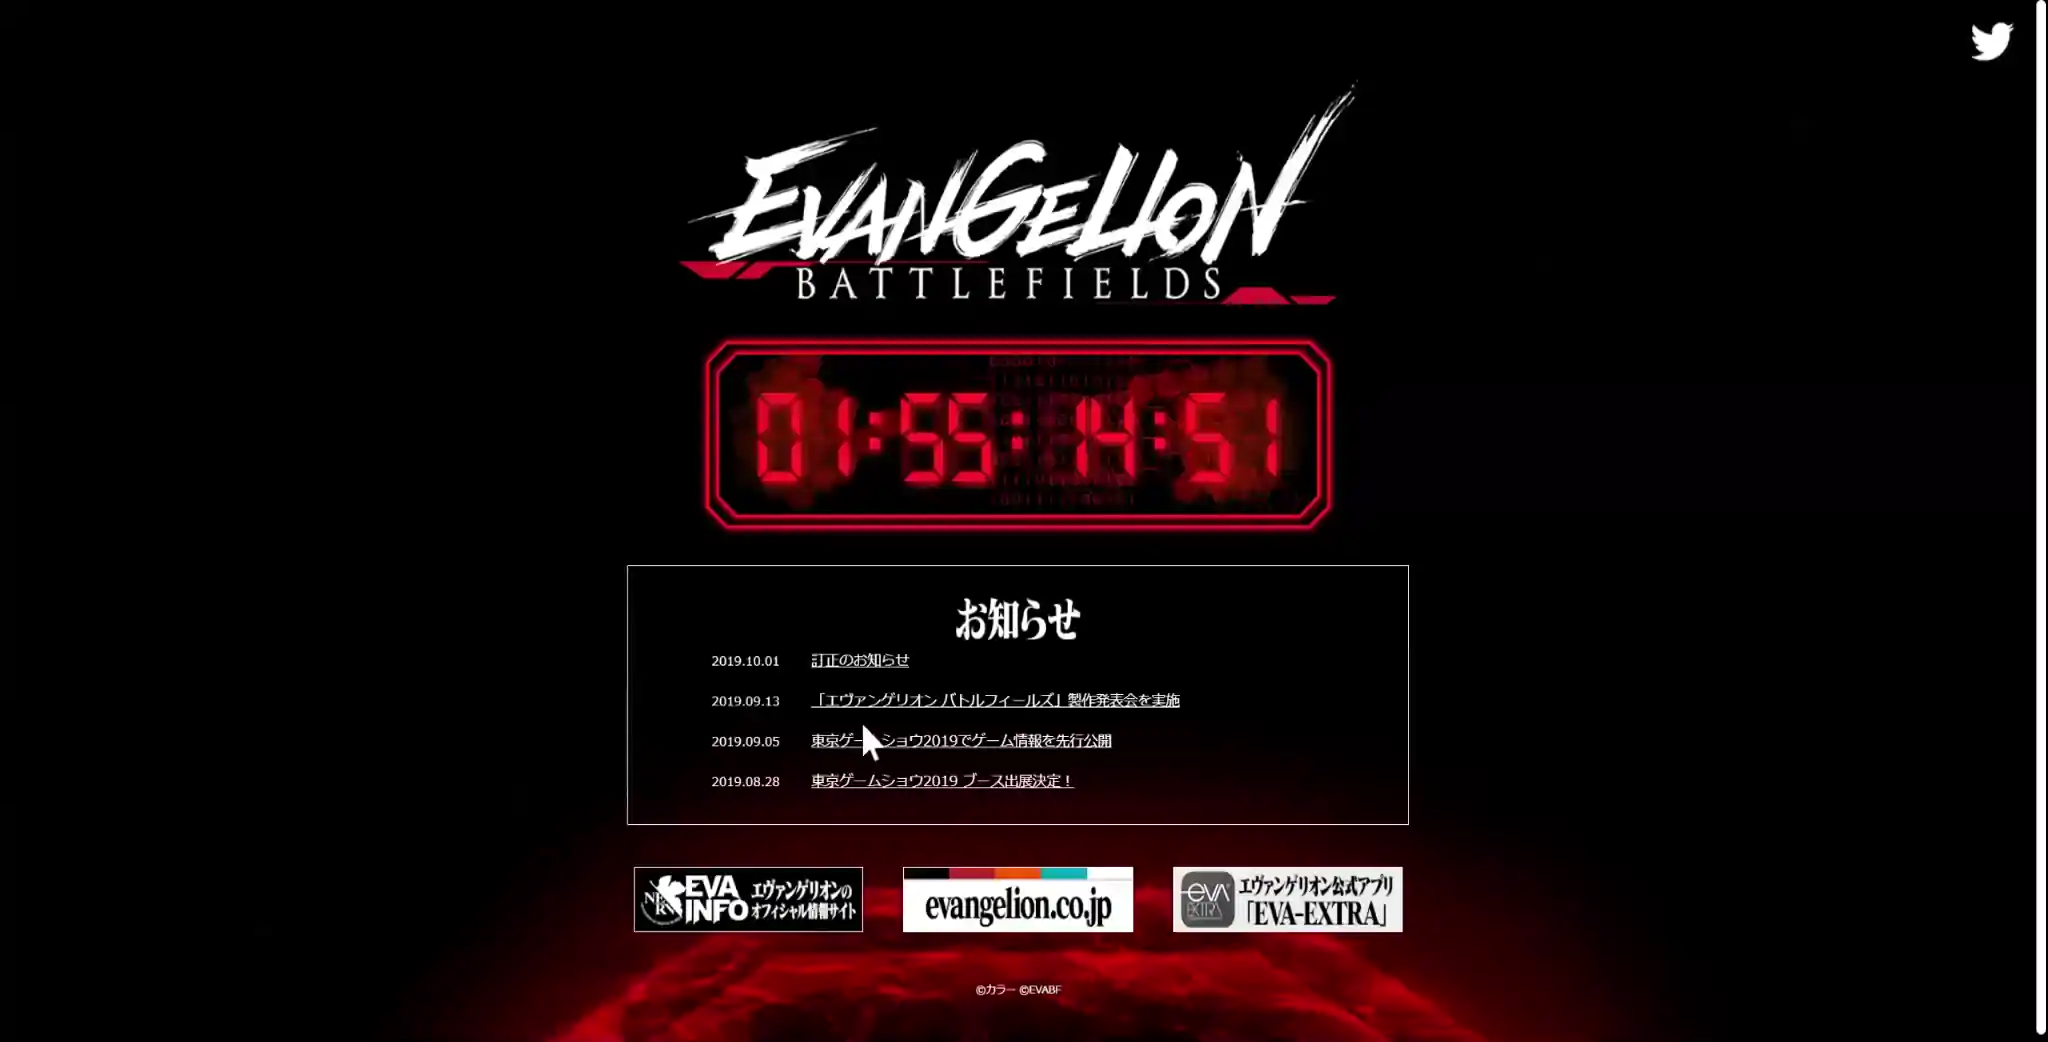 EVANGELION
BATTLEFIELDS
01:55:14:51
お知らせ
2019.10.01 訂正のお知らせ
2019.09.13 「エヴァンゲリオン バトルフィールズ」製作発表会を実施
2019.09.05 東京ゲームショウ2019でゲーム情報を先行公開
2019.08.28 東京ゲームショウ2019 ブース出展決定！
NERV EVA INFO エヴァンゲリオンのオフィシャル情報サイト
evangelion.co.jp
EVA EXTRA エヴァンゲリオン公式アプリ「EVA-EXTRA」
©カラー ©EVABF